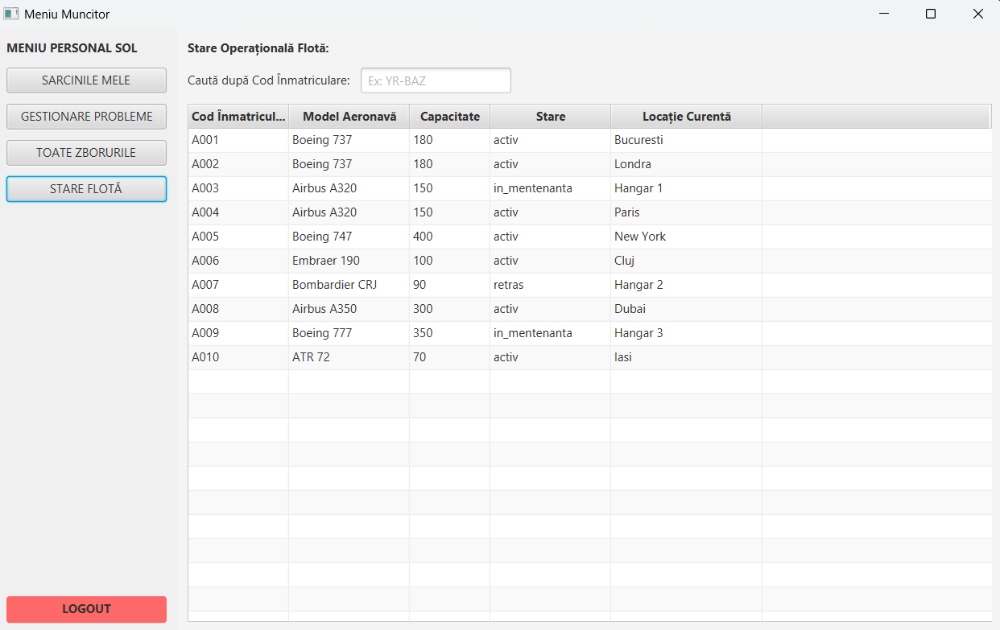 Meniu Muncitor
MENIU PERSONAL SOL
SARCINILE MELE
GESTIONARE PROBLEME
TOATE ZBORURILE
STARE FLOTĂ
LOGOUT
Stare Operațională Flotă:
Caută după Cod Înmatriculare: Ex: YR-BAZ
Cod Înmatricul... Model Aeronavă Capacitate Stare Locație Curentă
A001 Boeing 737 180 activ Bucuresti
A002 Boeing 737 180 activ Londra
A003 Airbus A320 150 in_mentenanta Hangar 1
A004 Airbus A320 150 activ Paris
A005 Boeing 747 400 activ New York
A006 Embraer 190 100 activ Cluj
A007 Bombardier CRJ 90 retras Hangar 2
A008 Airbus A350 300 activ Dubai
A009 Boeing 777 350 in_mentenanta Hangar 3
A010 ATR 72 70 activ Iasi